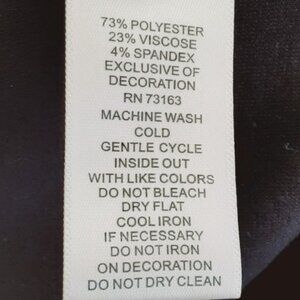 73% POLYESTER
23% VISCOSE
4% SPANDEX
EXCLUSIVE OF
DECORATION
RN 73163
MACHINE WASH
COLD
GENTLE CYCLE
INSIDE OUT
WITH LIKE COLORS
DO NOT BLEACH
DRY FLAT
COOL IRON
IF NECESSARY
DO NOT IRON
ON DECORATION
DO NOT DRY CLEAN